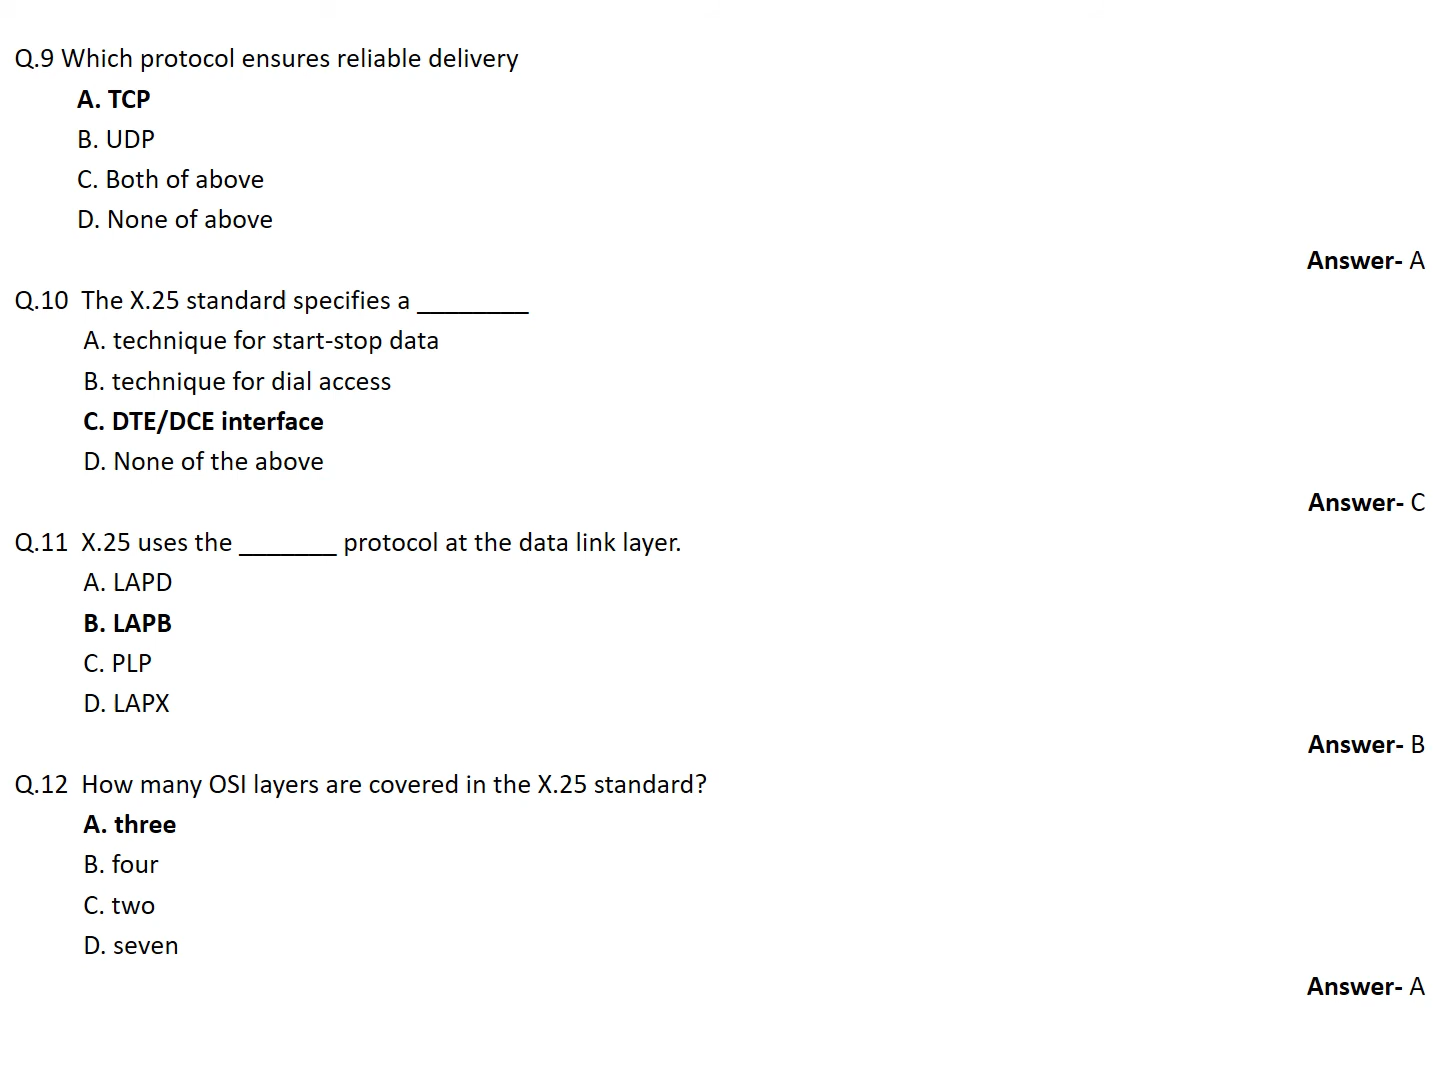 Q.9 Which protocol ensures reliable delivery
A. TCP
B. UDP
C. Both of above
D. None of above
Answer- A
Q.10 The X.25 standard specifies a ________
A. technique for start-stop data
B. technique for dial access
C. DTE/DCE interface
D. None of the above
Answer- C
Q.11 X.25 uses the _______ protocol at the data link layer.
A. LAPD
B. LAPB
C. PLP
D. LAPX
Answer- B
Q.12 How many OSI layers are covered in the X.25 standard?
A. three
B. four
C. two
D. seven
Answer- A